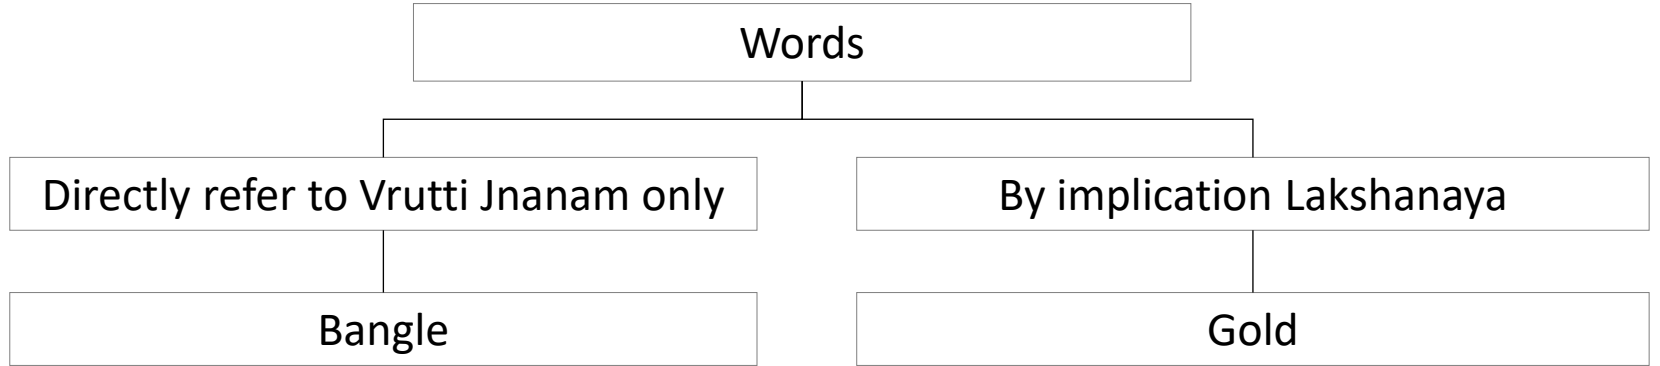 Words
Directly refer to Vrutti Jnanam only
By implication Lakshanaya
Bangle
Gold